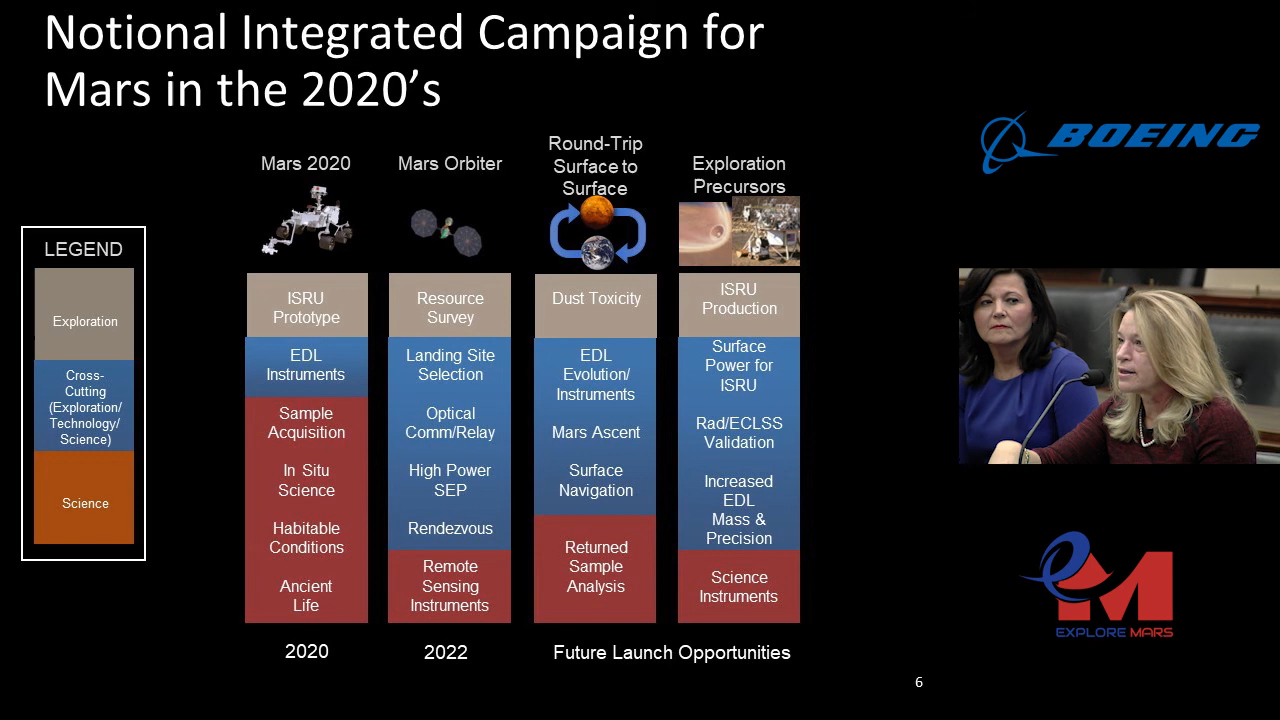 Notional Integrated Campaign for
Mars in the 2020's
BOEING
LEGEND
Exploration
Cross-
Cutting
(Exploration/
Technology/
Science)
Science
Mars 2020
ISRU
Prototype
EDL
Instruments
Sample
Acquisition
In Situ
Science
Habitable
Conditions
Ancient
Life
2020
Mars Orbiter
Resource
Survey
Landing Site
Selection
Optical
Comm/Relay
High Power
SEP
Rendezvous
Remote
Sensing
Instruments
2022
Round-Trip
Surface to
Surface
Dust Toxicity
EDL
Evolution/
Instruments
Mars Ascent
Surface
Navigation
Returned
Sample
Analysis
Exploration
Precursors
ISRU
Production
Surface
Power for
ISRU
Rad/ECLSS
Validation
Increased
EDL
Mass &
Precision
Science
Instruments
Future Launch Opportunities
eM
EXPLORE MARS
6